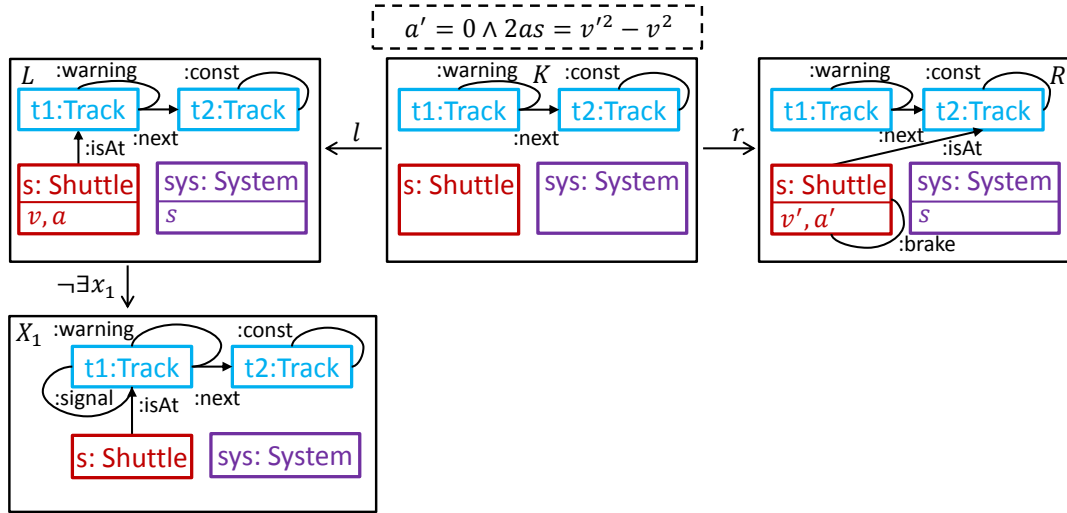 a′ = 0 ∧ 2as = v′² − v²
L
:warning
:const
t1:Track
t2:Track
:next
:isAt
s: Shuttle
v, a
sys: System
s
l
K
:warning
:const
t1:Track
t2:Track
:next
s: Shuttle
sys: System
r
R
:warning
:const
t1:Track
t2:Track
:next
:isAt
s: Shuttle
v′, a′
sys: System
s
:brake
¬∃x₁
X₁
:warning
:const
t1:Track
t2:Track
:signal
:isAt
:next
s: Shuttle
sys: System